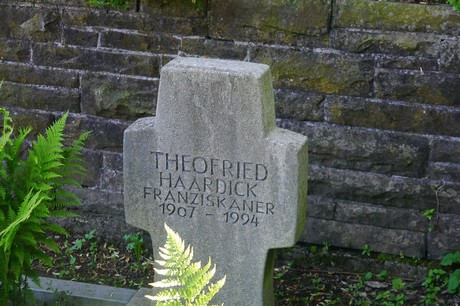 THEOFRIED
HAARDICK
FRANZISKANER
1907 - 1994